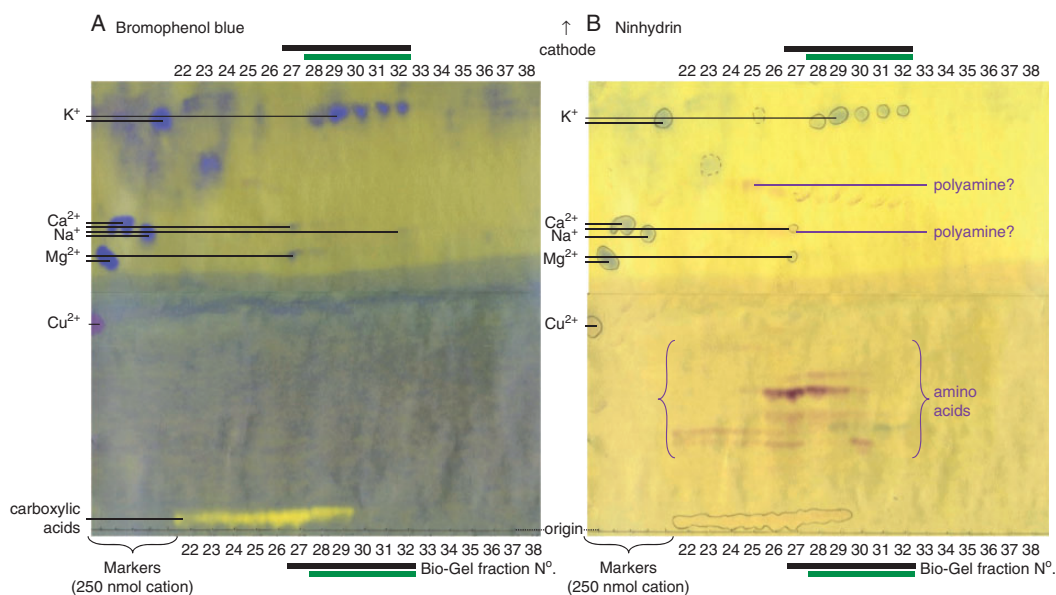 A Bromophenol blue
↑
cathode
B Ninhydrin
22 23 24 25 26 27 28 29 30 31 32 33 34 35 36 37 38
22 23 24 25 26 27 28 29 30 31 32 33 34 35 36 37 38
K+
Ca2+
Na+
Mg2+
Cu2+
carboxylic
acids
K+
Ca2+
Na+
Mg2+
Cu2+
origin
polyamine?
polyamine?
amino
acids
22 23 24 25 26 27 28 29 30 31 32 33 34 35 36 37 38
22 23 24 25 26 27 28 29 30 31 32 33 34 35 36 37 38
Markers
(250 nmol cation)
Bio-Gel fraction No.
Markers
(250 nmol cation)
Bio-Gel fraction No.